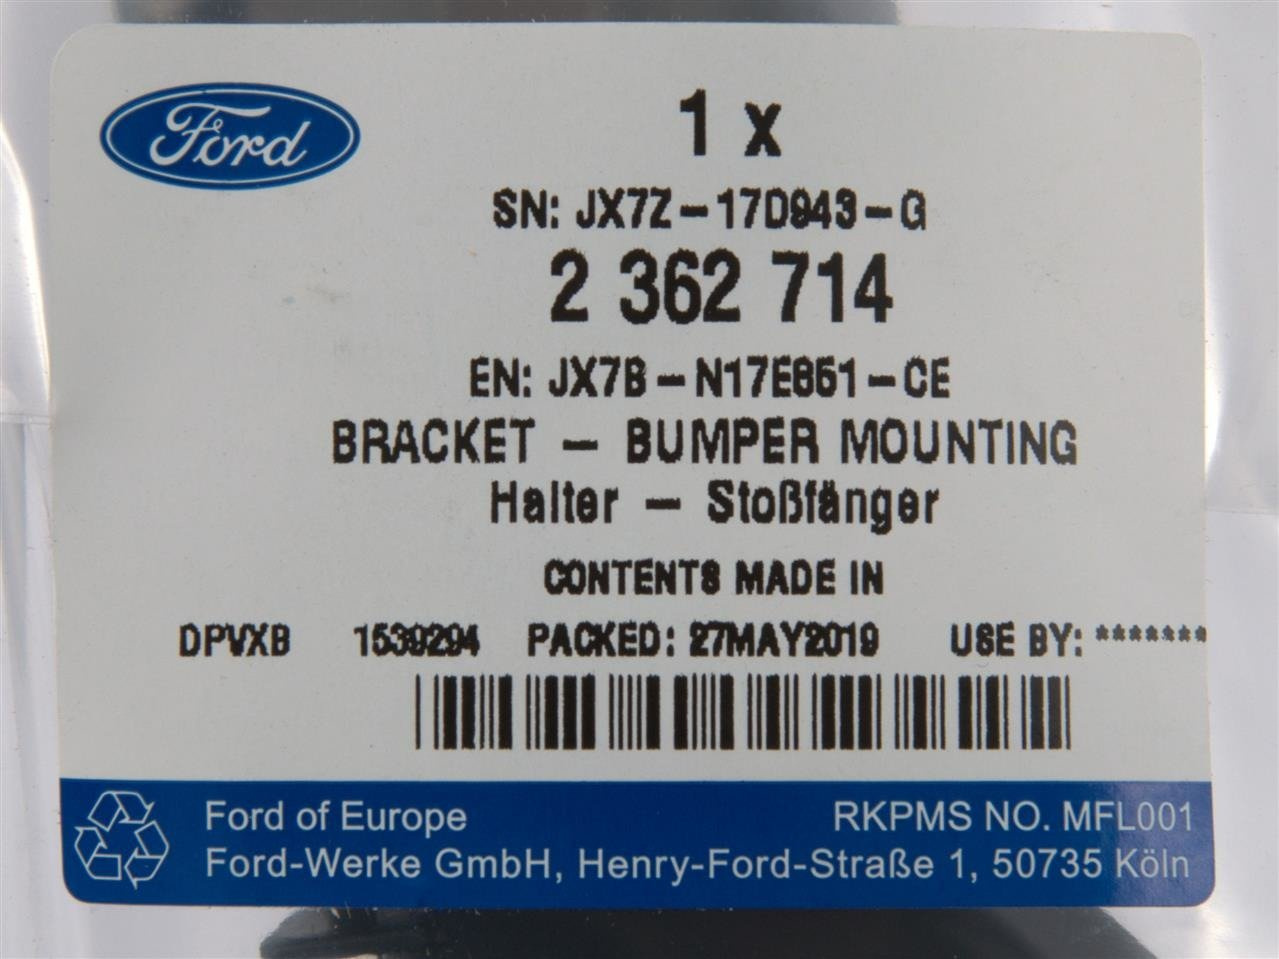 Ford
1 x
SN: JX7Z-17D943-G
2 362 714
EN: JX7B-N17E851-CE
BRACKET - BUMPER MOUNTING
Halter - Stoßfänger
CONTENTS MADE IN
DPVXB 1539294 PACKED: 27MAY2019 USE BY: *******
Ford of Europe RKPMS NO. MFL001
Ford-Werke GmbH, Henry-Ford-Straße 1, 50735 Köln